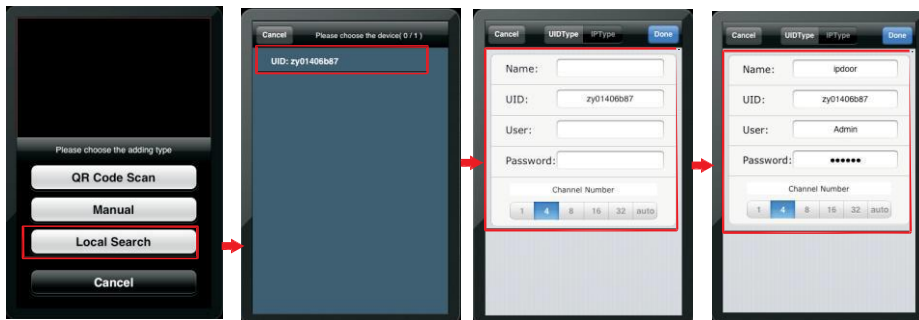 Please choose the adding type
QR Code Scan
Manual
Local Search
Cancel
Cancel Please choose the device( 0 / 1 )
UID: zy01406b87
Cancel UIDType IPType Done
Name:
UID: zy01406b87
User:
Password:
Channel Number
1 4 8 16 32 auto
Cancel UIDType IPType Done
Name: ipdoor
UID: zy01406b87
User: Admin
Password: ••••••
Channel Number
1 4 8 16 32 auto